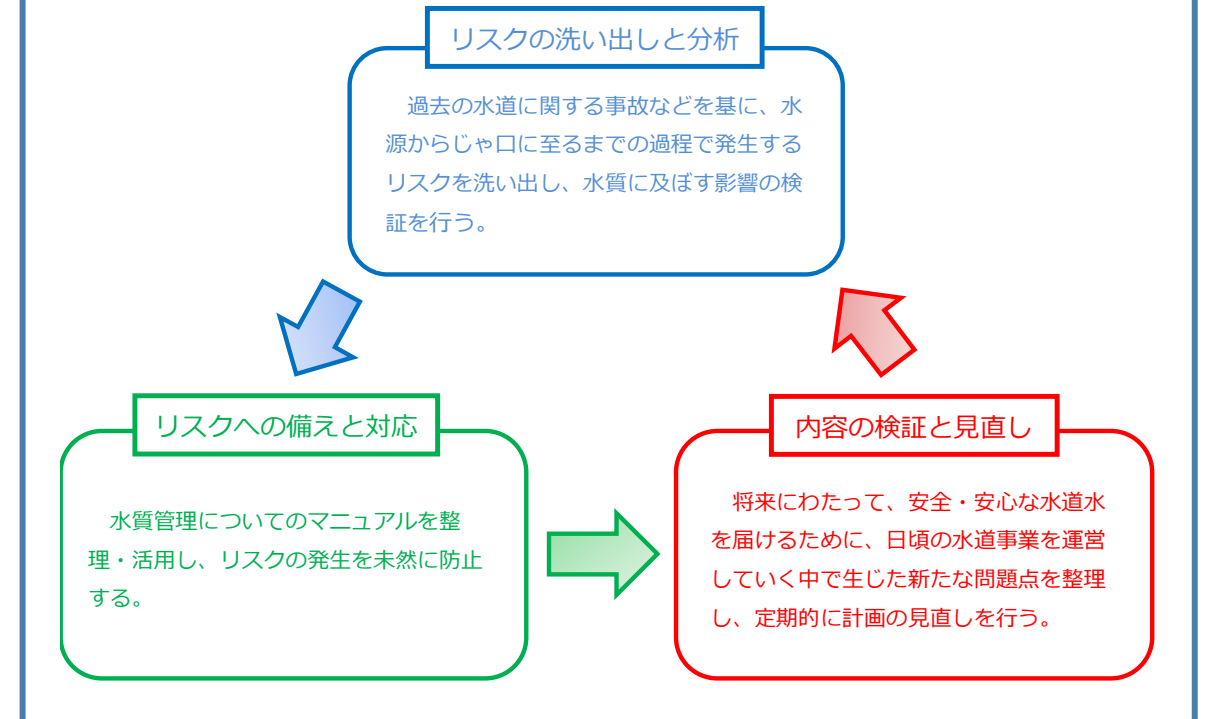 リスクの洗い出しと分析
過去の水道に関する事故などを基に、水
源からじゃ口に至るまでの過程で発生する
リスクを洗い出し、水質に及ぼす影響の検
証を行う。
リスクへの備えと対応
水質管理についてのマニュアルを整
理・活用し、リスクの発生を未然に防止
する。
内容の検証と見直し
将来にわたって、安全・安心な水道水
を届けるために、日頃の水道事業を運営
していく中で生じた新たな問題点を整理
し、定期的に計画の見直しを行う。